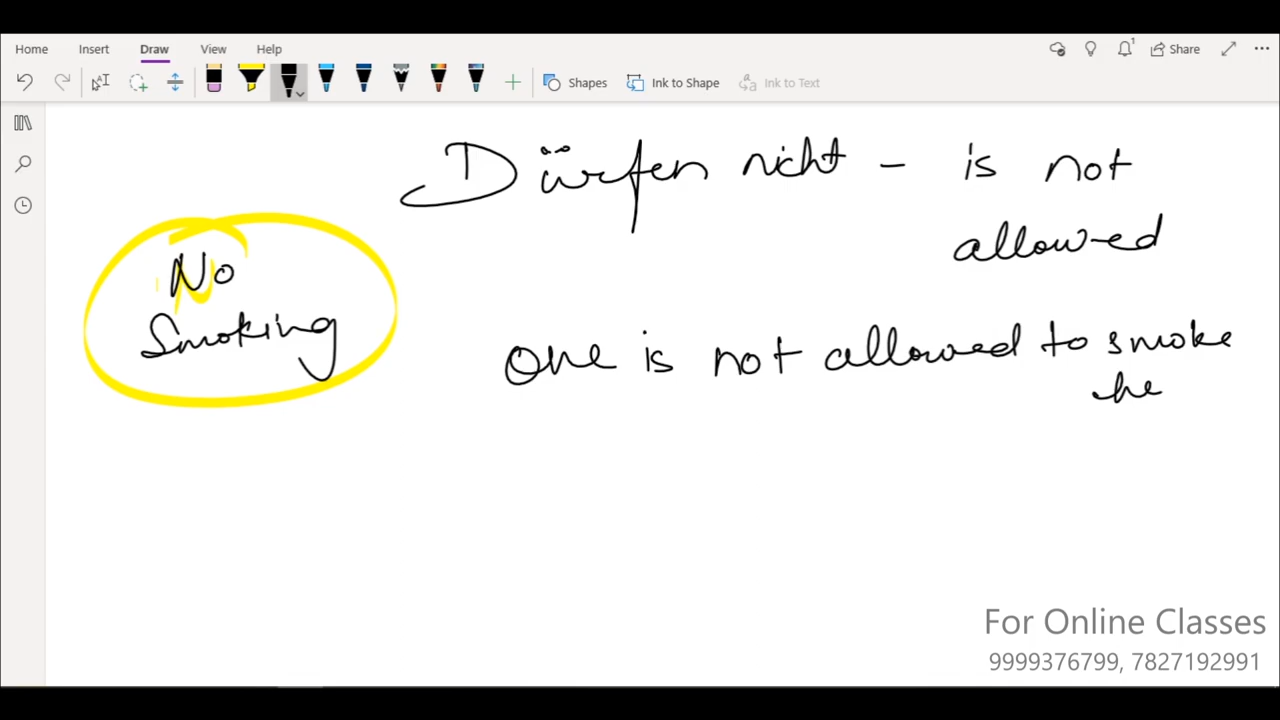 Home Insert Draw View Help
Share
Shapes Ink to Shape Ink to Text
Dürfen nicht - is not
allowed
No
Smoking
One is not allowed to smoke
he
For Online Classes
9999376799, 7827192991